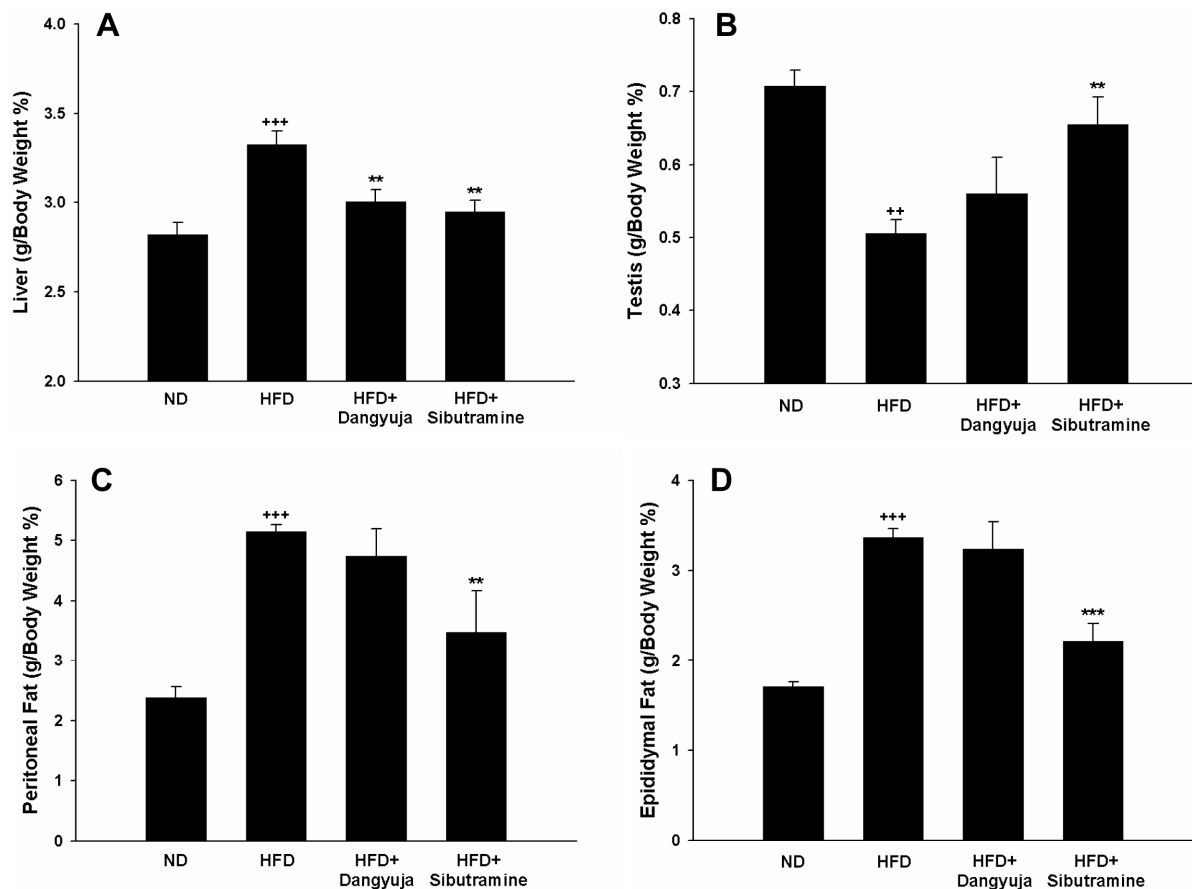 A
Liver (g/Body Weight %)
4.0
3.5
3.0
2.5
2.0
+++
**
**
ND
HFD
HFD+
Dangyuja
HFD+
Sibutramine
B
Testis (g/Body Weight %)
0.8
0.7
0.6
0.5
0.4
0.3
++
**
ND
HFD
HFD+
Dangyuja
HFD+
Sibutramine
C
Peritoneal Fat (g/Body Weight %)
6
5
4
3
2
1
0
+++
**
ND
HFD
HFD+
Dangyuja
HFD+
Sibutramine
D
Epididymal Fat (g/Body Weight %)
4
3
2
1
0
+++
***
ND
HFD
HFD+
Dangyuja
HFD+
Sibutramine